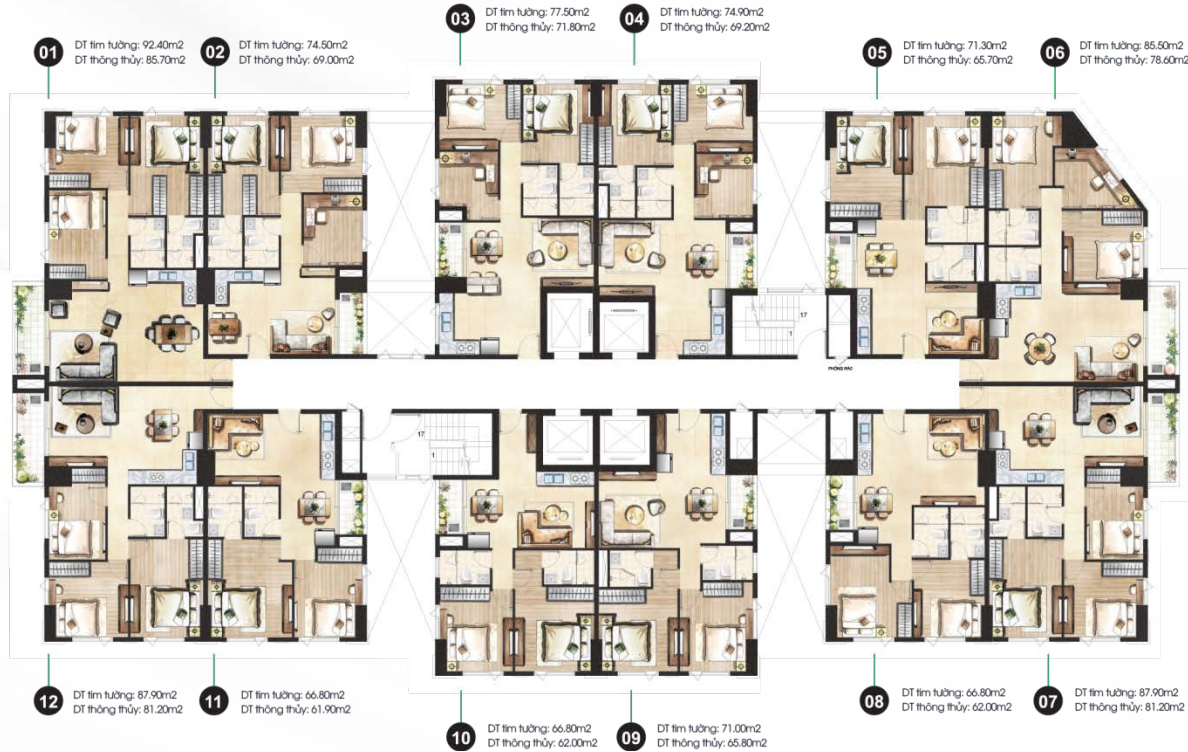 03
DT tim tường: 77.50m2
DT thông thủy: 71.80m2
04
DT tim tường: 74.90m2
DT thông thủy: 69.20m2
01
DT tim tường: 92.40m2
DT thông thủy: 85.70m2
02
DT tim tường: 74.50m2
DT thông thủy: 69.00m2
05
DT tim tường: 71.30m2
DT thông thủy: 65.70m2
06
DT tim tường: 85.50m2
DT thông thủy: 78.60m2
17
1
PHÒNG RÁC
17
1
12
DT tim tường: 87.90m2
DT thông thủy: 81.20m2
11
DT tim tường: 66.80m2
DT thông thủy: 61.90m2
08
DT tim tường: 66.80m2
DT thông thủy: 62.00m2
07
DT tim tường: 87.90m2
DT thông thủy: 81.20m2
10
DT tim tường: 66.80m2
DT thông thủy: 62.00m2
09
DT tim tường: 71.00m2
DT thông thủy: 65.80m2